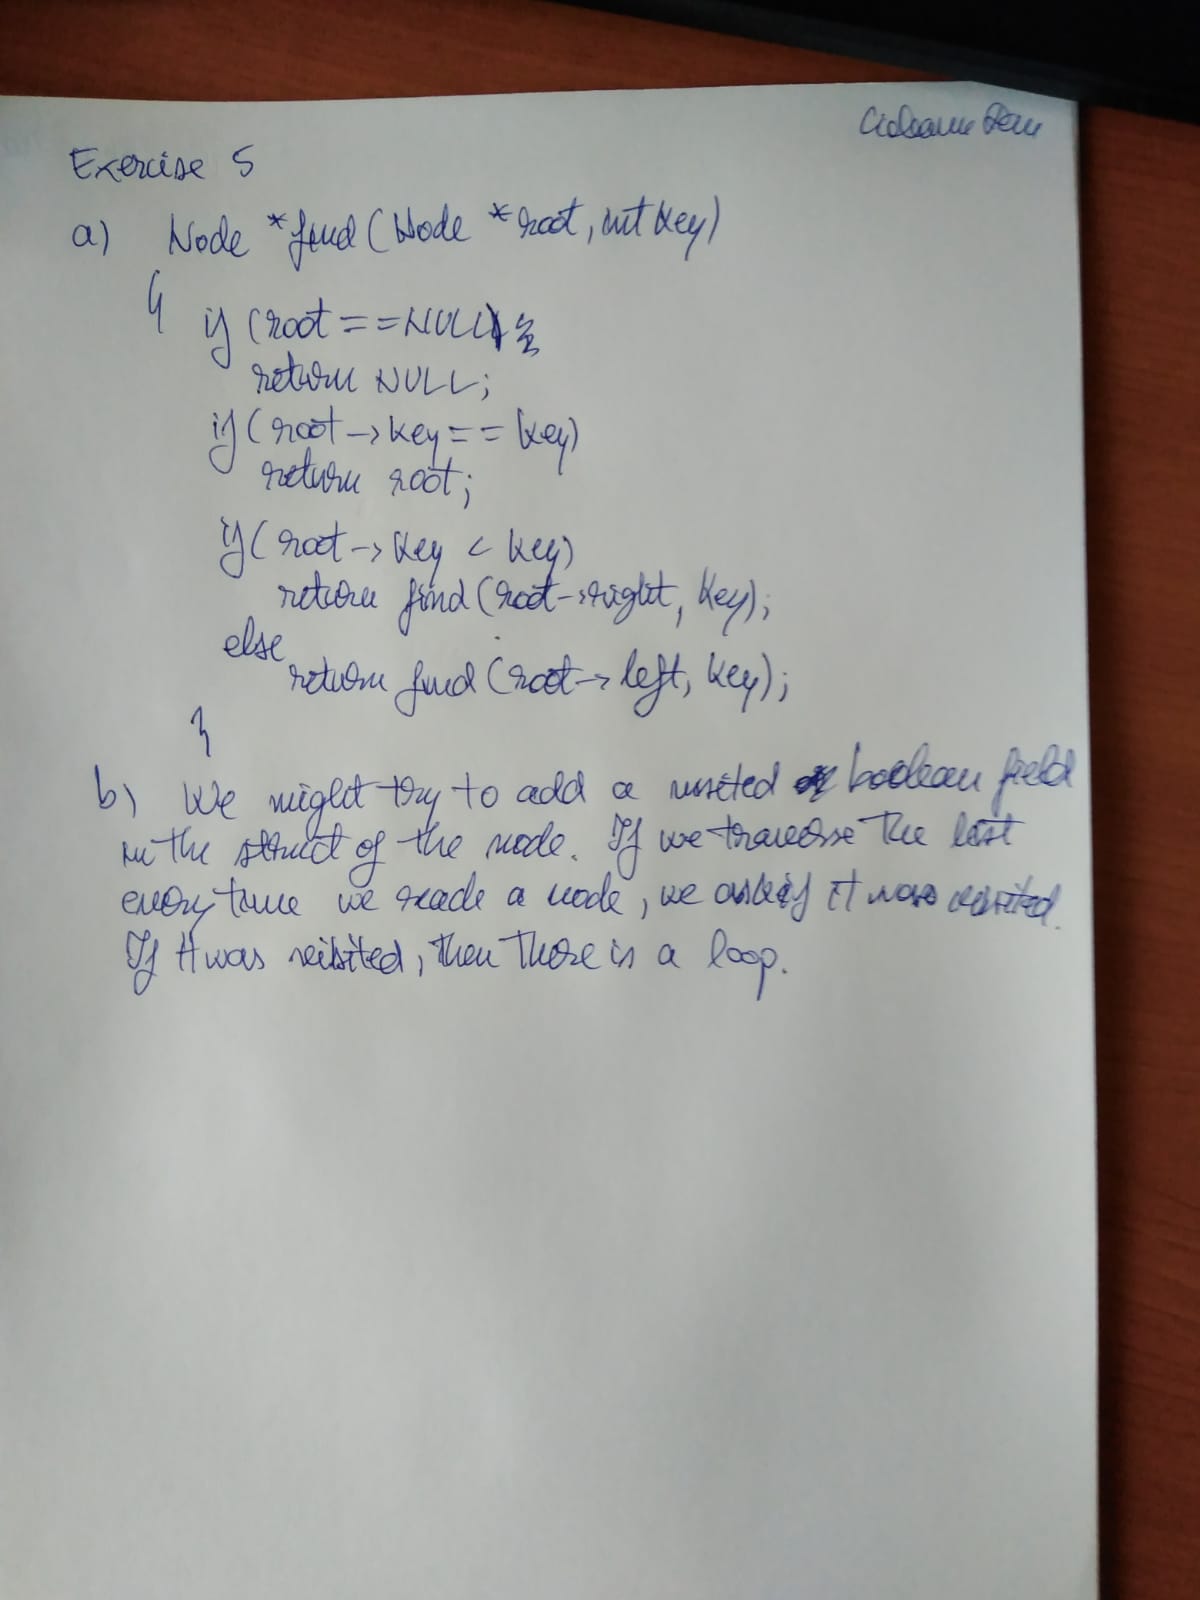 Exercise 5
a) Node *find(Node *root, int key)
{
if (root == NULL)
return NULL;
if (root -> key == key)
return root;
if (root -> key < key)
return find (root -> right, key);
else
return find (root -> left, key);
}
b) We might try to add a visited boolean field
in the struct of the node. If we traverse the list
every time we reach a node, we ask if it was visited.
If it was visited, then there is a loop.